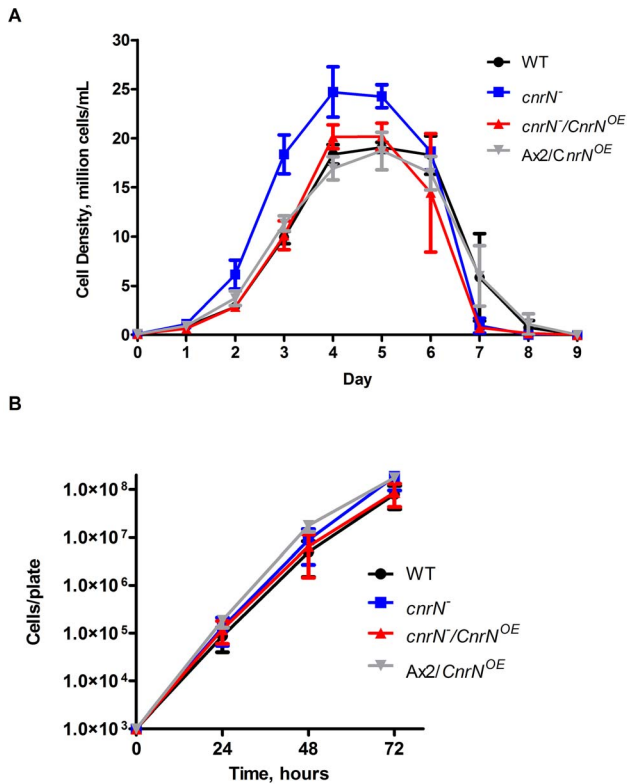 A
30
25
20
15
10
5
0
Cell Density, million cells/mL
0 1 2 3 4 5 6 7 8 9
Day
WT
cnrN⁻
cnrN⁻/CnrN^OE
Ax2/CnrN^OE
B
1.0×10⁸
1.0×10⁷
1.0×10⁶
1.0×10⁵
1.0×10⁴
1.0×10³
Cells/plate
0 24 48 72
Time, hours
WT
cnrN⁻
cnrN⁻/CnrN^OE
Ax2/CnrN^OE